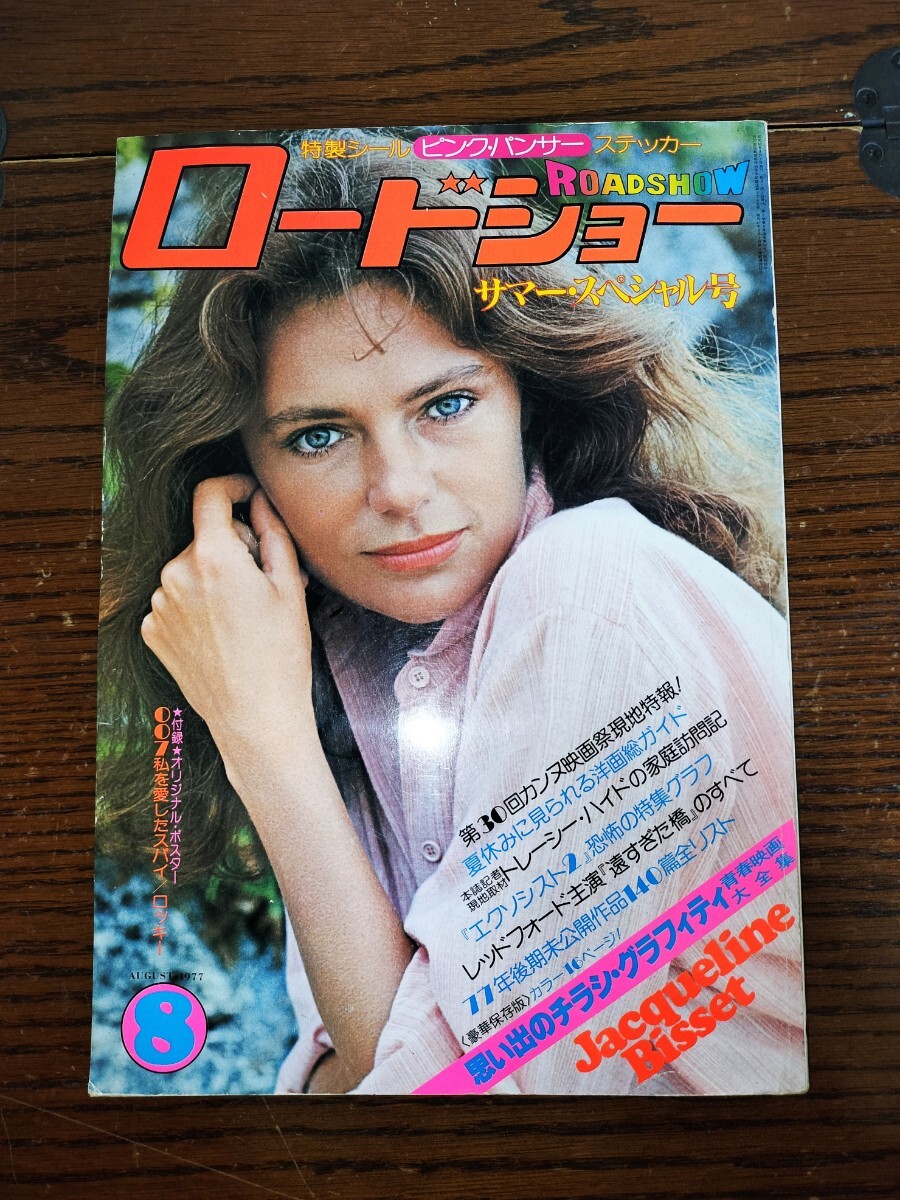 特製シール ピンク・パンサー ステッカー
ロードショー
ROADSHOW
サマー・スペシャル号
★付録★オリジナル・ポスター
007私を愛したスパイ/ロッキー
第30回カンヌ映画祭現地特報!
夏休みに見られる洋画総ガイド
本誌記者現地取材トレーシー・ハイドの家庭訪問記
『エクソシスト2』恐怖の特集グラフ
レッドフォード主演『遠すぎた橋』のすべて
77年後期未公開作品140篇全リスト
〈豪華保存版〉カラー16ページ!
思い出のチラシ・グラフィティ青春映画大全集
Jacqueline
Bisset
AUGUST 1977
8